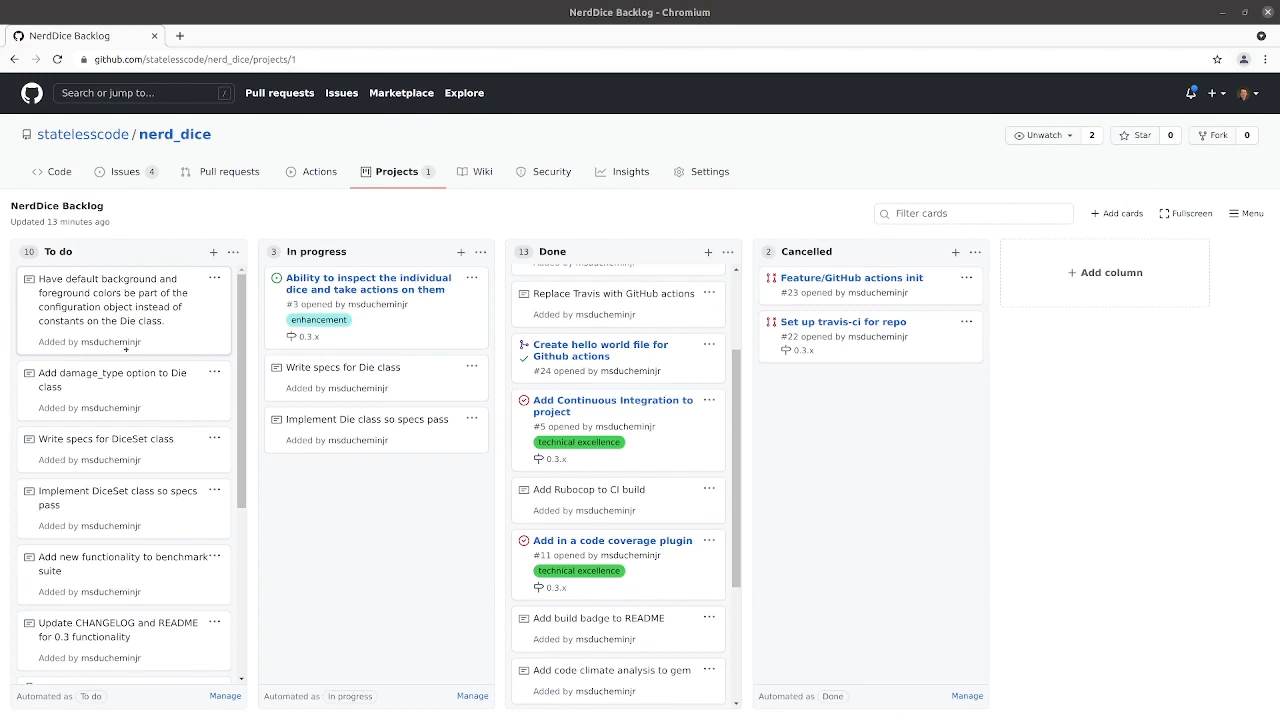 NerdDice Backlog - Chromium
NerdDice Backlog
github.com/statelesscode/nerd_dice/projects/1
Search or jump to... /
Pull requests Issues Marketplace Explore
statelesscode / nerd_dice
Unwatch 2 Star 0 Fork 0
Code Issues 4 Pull requests Actions Projects 1 Wiki Security Insights Settings
NerdDice Backlog
Updated 13 minutes ago
Filter cards
Add cards Fullscreen Menu
10 To do
Have default background and
foreground colors be part of the
configuration object instead of
constants on the Die class.
Added by msducheminjr
Add damage_type option to Die
class
Added by msducheminjr
Write specs for DiceSet class
Added by msducheminjr
Implement DiceSet class so specs
pass
Added by msducheminjr
Add new functionality to benchmark
suite
Added by msducheminjr
Update CHANGELOG and README
for 0.3 functionality
Added by msducheminjr
Automated as To do Manage
3 In progress
Ability to inspect the individual
dice and take actions on them
#3 opened by msducheminjr
enhancement
0.3.x
Write specs for Die class
Added by msducheminjr
Implement Die class so specs pass
Added by msducheminjr
Automated as In progress Manage
13 Done
Replace Travis with GitHub actions
Added by msducheminjr
Create hello world file for
Github actions
#24 opened by msducheminjr
Add Continuous Integration to
project
#5 opened by msducheminjr
technical excellence
0.3.x
Add Rubocop to CI build
Added by msducheminjr
Add in a code coverage plugin
#11 opened by msducheminjr
technical excellence
0.3.x
Add build badge to README
Added by msducheminjr
Add code climate analysis to gem
Added by msducheminjr
2 Cancelled
Feature/GitHub actions init
#23 opened by msducheminjr
Set up travis-ci for repo
#22 opened by msducheminjr
0.3.x
Automated as Done Manage
Add column